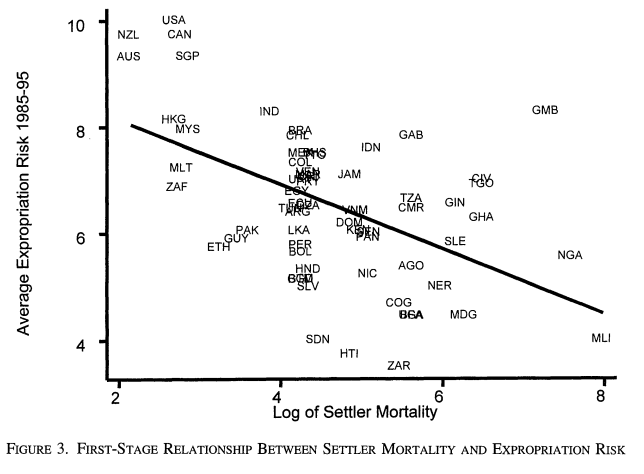 Average Expropriation Risk 1985-95
10
8
6
4
USA
NZL
CAN
AUS
SGP
HKG
MYS
IND
GMB
BRA
CHL
GAB
IDN
COL
MLT
JAM
ZAF
CIV
TGO
TZA
CMR
GIN
VNM
ARG
HRA
DOM
PAK
LKA
GUY
PAN
SLE
ETH
PER
BOL
NGA
HND
NIC
AGO
SLV
NER
COG
MDG
SDN
HTI
ZAR
MLI
2
4
6
8
Log of Settler Mortality
FIGURE 3. FIRST-STAGE RELATIONSHIP BETWEEN SETTLER MORTALITY AND EXPROPRIATION RISK